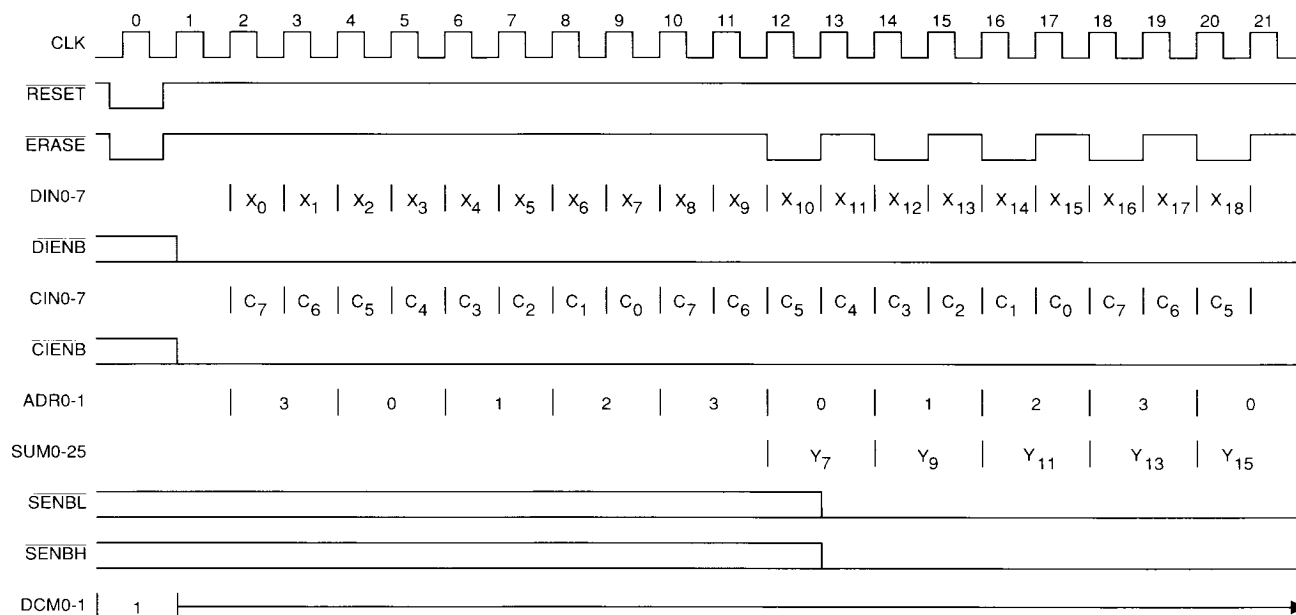 0 1 2 3 4 5 6 7 8 9 10 11 12 13 14 15 16 17 18 19 20 21
CLK
RESET
ERASE
DIN0-7 X0 X1 X2 X3 X4 X5 X6 X7 X8 X9 X10 X11 X12 X13 X14 X15 X16 X17 X18
DIENB
CIN0-7 C7 C6 C5 C4 C3 C2 C1 C0 C7 C6 C5 C4 C3 C2 C1 C0 C7 C6 C5
CIENB
ADR0-1 3 0 1 2 3 0 1 2 3 0
SUM0-25 Y7 Y9 Y11 Y13 Y15
SENBL
SENBH
DCM0-1 1